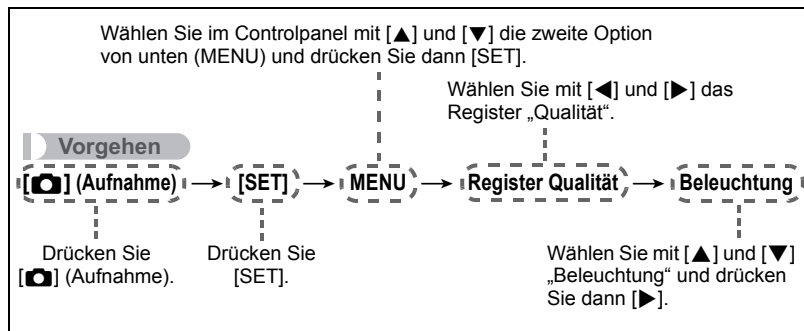 Wählen Sie im Controlpanel mit [▲] und [▼] die zweite Option
von unten (MENU) und drücken Sie dann [SET].
Wählen Sie mit [◀] und [▶] das
Register „Qualität“.
Vorgehen
[📷] (Aufnahme) → [SET] → MENU → Register Qualität → Beleuchtung
Drücken Sie
[📷] (Aufnahme).
Drücken Sie
[SET].
Wählen Sie mit [▲] und [▼]
„Beleuchtung“ und drücken
Sie dann [▶].